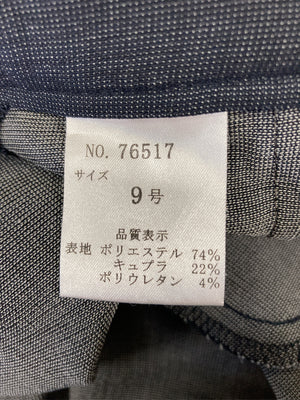 NO. 76517
サイズ
9号
品質表示
表地 ポリエステル 74%
キュプラ 22%
ポリウレタン 4%